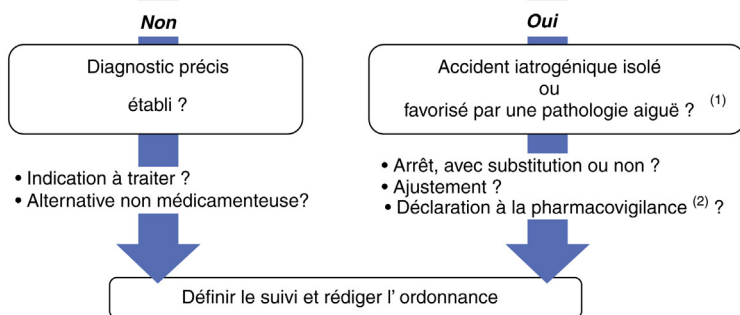 Non
Diagnostic précis
établi ?
• Indication à traiter ?
• Alternative non médicamenteuse?
Oui
Accident iatrogénique isolé
ou
favorisé par une pathologie aiguë ? (1)
• Arrêt, avec substitution ou non ?
• Ajustement ?
• Déclaration à la pharmacovigilance (2) ?
Définir le suivi et rédiger l' ordonnance